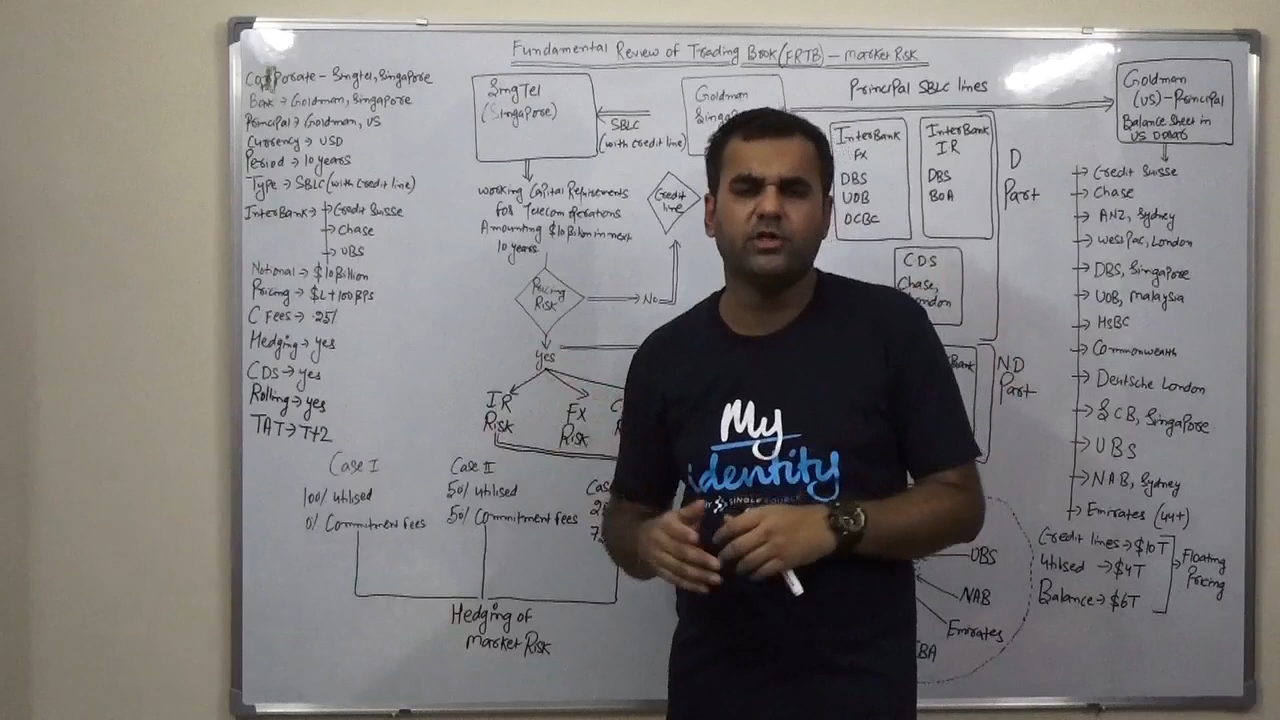 Fundamental Review of Trading Book (FRTB) - Market Risk
Corporate - SingTel, Singapore
Bank → Goldman, Singapore
Principal → Goldman, US
Currency → USD
Period → 10 years
Type → SBLC (with credit line)
InterBank → Credit Suisse
→ Chase
→ UBS
Notional → $10 Billion
Pricing → $L + 100 BPS
C Fees → .25%
Hedging → yes
CDS → yes
Rolling → yes
TAT → T+2
SingTel
(Singapore)
SBLC
(with credit line)
Goldman
Principal SBLC lines
Goldman
(US) - Principal
Balance Sheet in
US Dollars
working Capital Requirements
for Telecom operations
Amounting $10 Billion in next
10 years
Credit
line
Pricing
Risk
No
yes
IR
Risk
FX
Risk
InterBank
FX
DBS
UOB
OCBC
InterBank
IR
DBS
BOA
D
Part
CDS
Chase,
ND
Part
Credit Suisse
Chase
ANZ, Sydney
WestPac, London
DBS, Singapore
UOB, Malaysia
HSBC
Commonwealth
Deutsche London
SCB, Singapore
UBS
NAB, Sydney
Emirates (44+)
Credit lines → $10T
Utilised → $4T
Balance → $6T
Floating
Pricing
Case I
100% utilised
0% Commitment fees
Case II
50% utilised
50% Commitment fees
Hedging of
Market Risk
UBS
NAB
Emirates
My
identity
SINGLE SOURCE